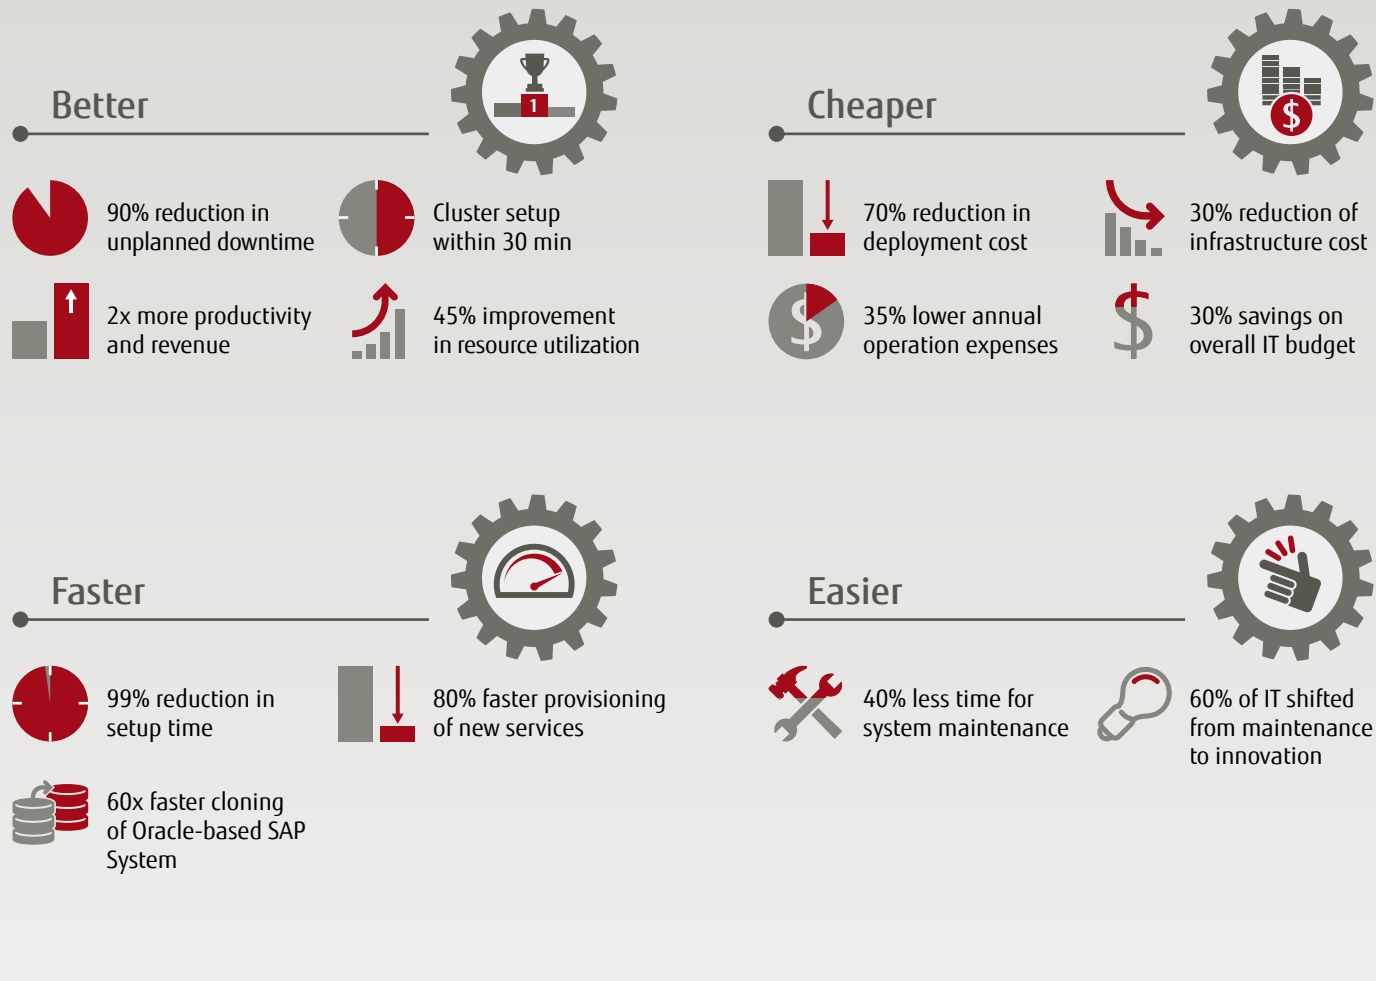 Better
1
90% reduction in
unplanned downtime
Cluster setup
within 30 min
2x more productivity
and revenue
45% improvement
in resource utilization
Cheaper
$
70% reduction in
deployment cost
30% reduction of
infrastructure cost
$
35% lower annual
operation expenses
$
30% savings on
overall IT budget
Faster
99% reduction in
setup time
80% faster provisioning
of new services
60x faster cloning
of Oracle-based SAP
System
Easier
40% less time for
system maintenance
60% of IT shifted
from maintenance
to innovation